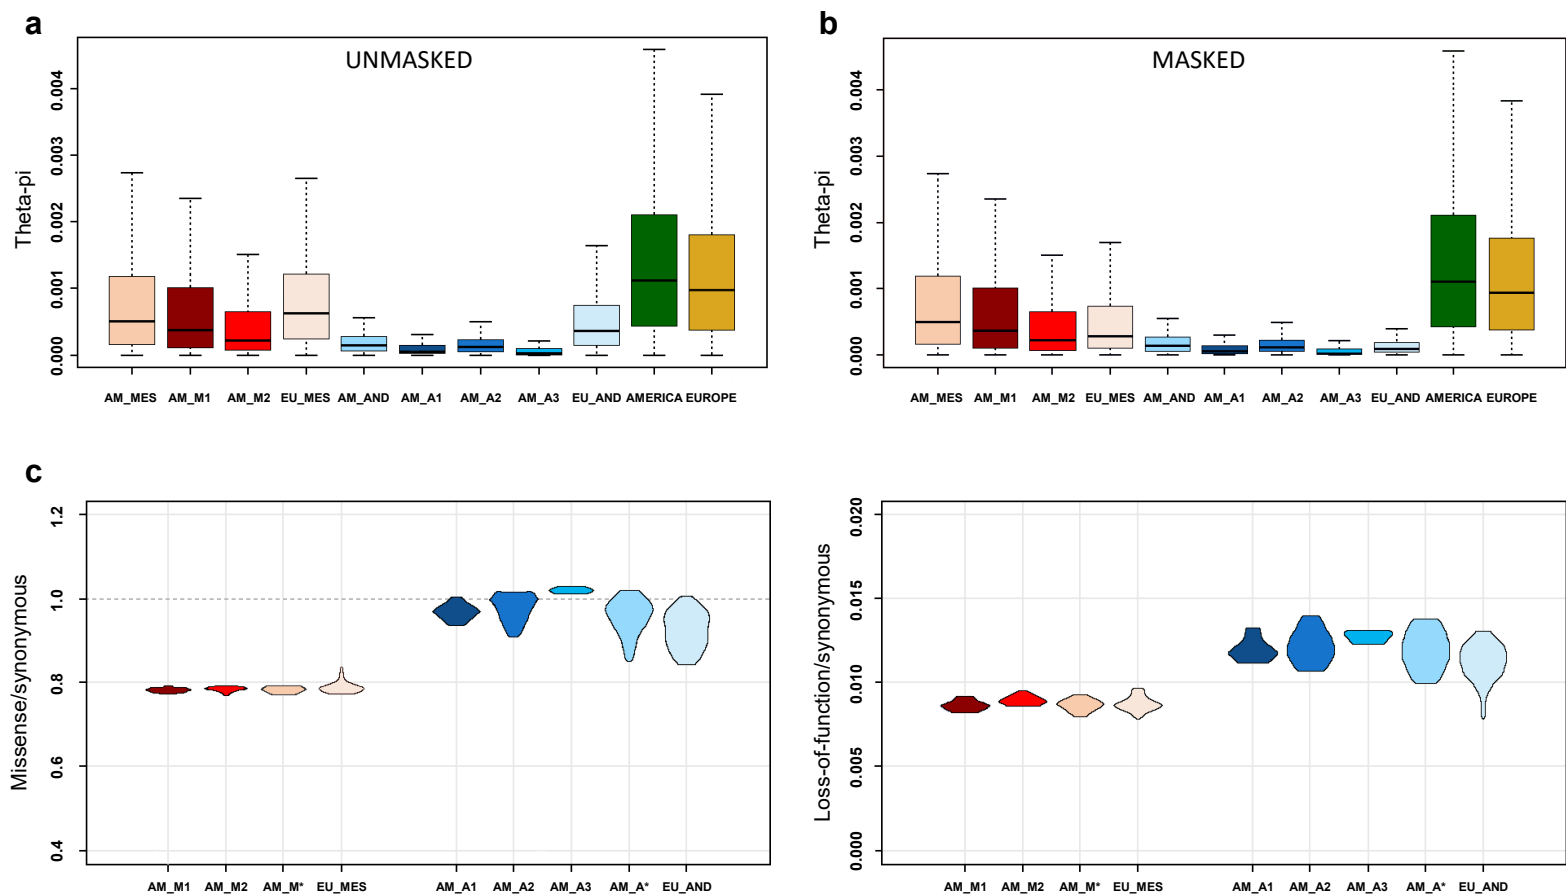 a
UNMASKED
Theta-pi
0.004
0.003
0.002
0.001
0.000
AM_MES AM_M1 AM_M2 EU_MES AM_AND AM_A1 AM_A2 AM_A3 EU_AND AMERICA EUROPE
b
MASKED
Theta-pi
0.004
0.003
0.002
0.001
0.000
AM_MES AM_M1 AM_M2 EU_MES AM_AND AM_A1 AM_A2 AM_A3 EU_AND AMERICA EUROPE
c
Missense/synonymous
1.2
1.0
0.8
0.6
0.4
AM_M1 AM_M2 AM_M* EU_MES AM_A1 AM_A2 AM_A3 AM_A* EU_AND
Loss-of-function/synonymous
0.020
0.015
0.010
0.005
0.000
AM_M1 AM_M2 AM_M* EU_MES AM_A1 AM_A2 AM_A3 AM_A* EU_AND